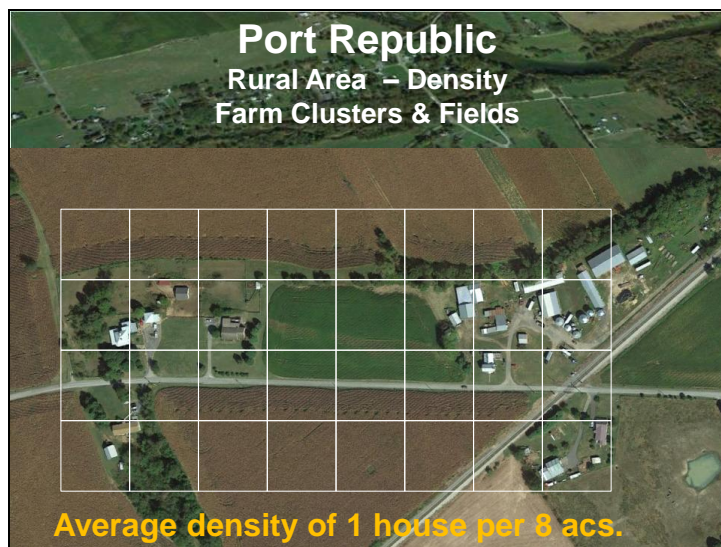 Port Republic
Rural Area – Density
Farm Clusters & Fields
Average density of 1 house per 8 acs.